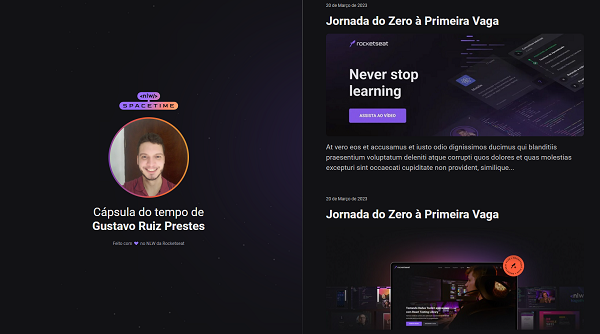 <nlw/>
SPACETIME
Cápsula do tempo de
Gustavo Ruiz Prestes
Feito com 💜 no NLW da Rocketseat
20 de Março de 2023
Jornada do Zero à Primeira Vaga
rocketseat
Never stop
learning
ASSISTA AO VÍDEO
At vero eos et accusamus et iusto odio dignissimos ducimus qui blanditiis
praesentium voluptatum deleniti atque corrupti quos dolores et quas molestias
excepturi sint occaecati cupiditate non provident, similique...
20 de Março de 2023
Jornada do Zero à Primeira Vaga